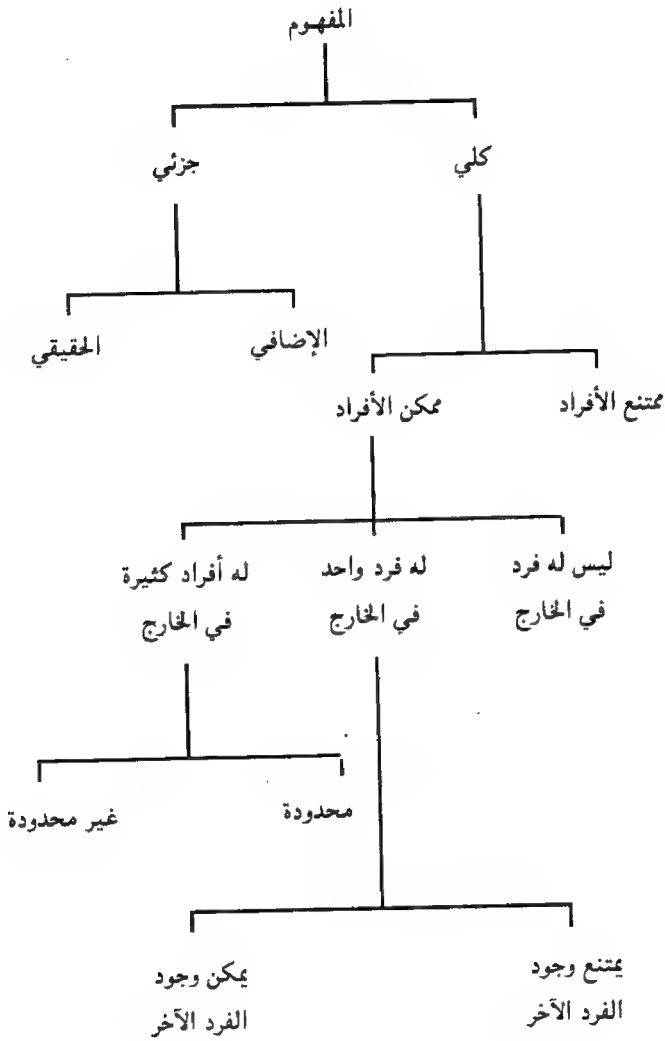 المفهوم
كلي
جزئي
الإضافي
الحقيقي
ممتنع الأفراد
ممكن الأفراد
ليس له فرد
في الخارج
له فرد واحد
في الخارج
له أفراد كثيرة
في الخارج
محدودة
غير محدودة
يمتنع وجود
الفرد الآخر
يمكن وجود
الفرد الآخر